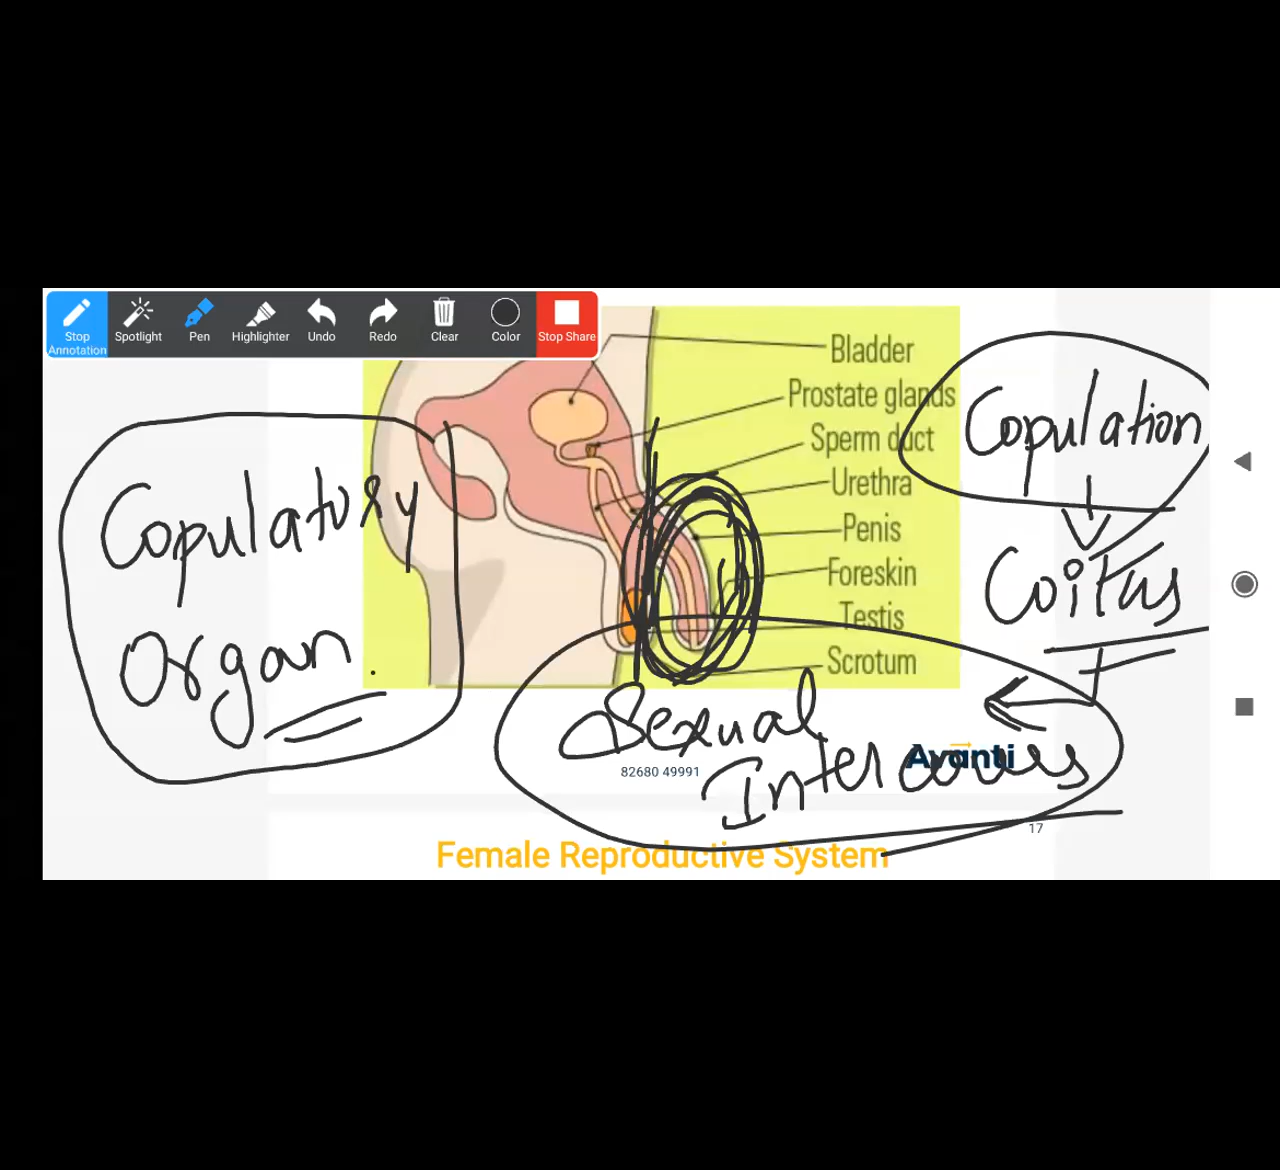 Stop Annotation
Spotlight
Pen
Highlighter
Undo
Redo
Clear
Color
Stop Share
Bladder
Prostate glands
Sperm duct
Urethra
Penis
Foreskin
Testis
Scrotum
Copulation
Coitus
Copulatory
Organ.
Sexual
Avanti
82680 49991
17
Female Reproductive System